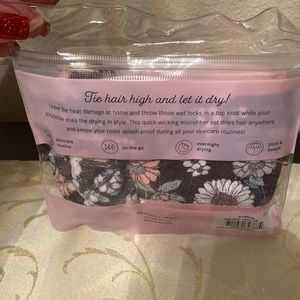 Tie hair high and let it dry!
Leave the heat damage at home and throw those wet locks in a top knot while your
scrunchie does the drying in style. This quick-wicking microfiber set dries hair anywhere
and keeps your roots splash-proof during all your skincare routines!
skincare
routine
on-the-go
overnight
drying
pool &
beach